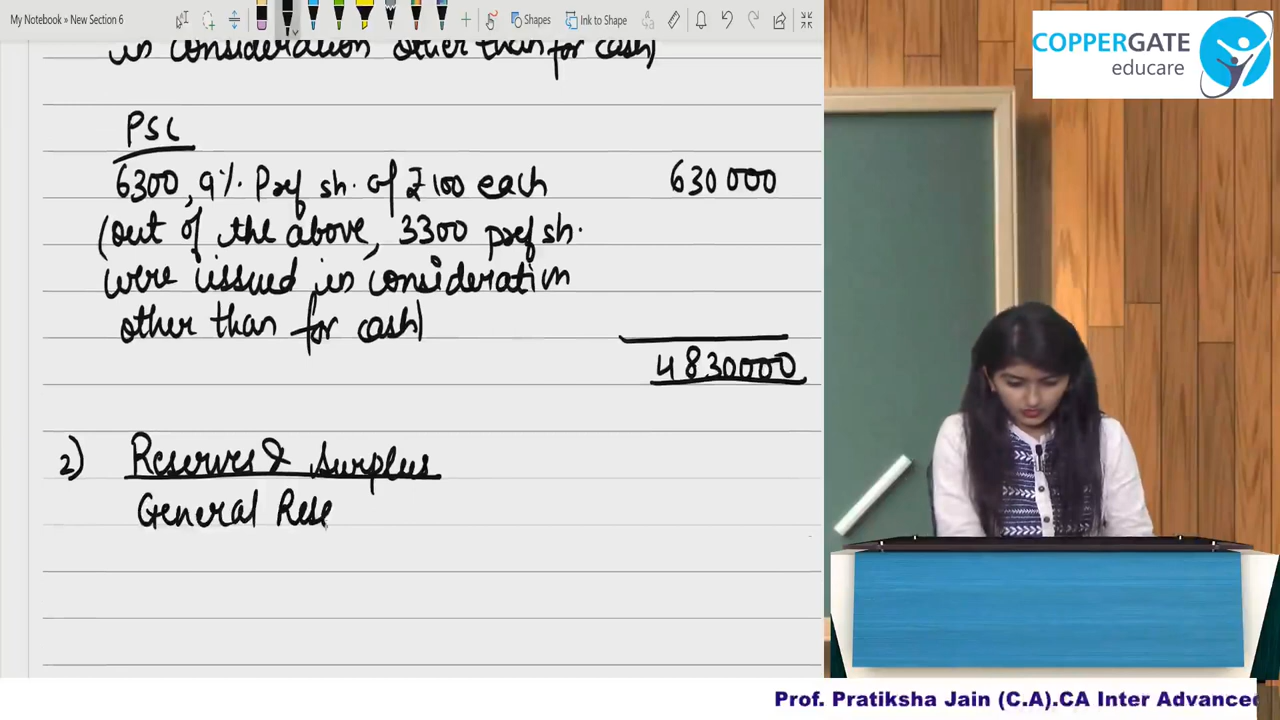 My Notebook » New Section 6
Shapes
Ink to Shape
COPPERGATE
educare
in consideration other than for cash)
PSC
6300, 9% Pref sh. of ₹100 each 630000
(out of the above, 3300 pref sh.
were issued in consideration
other than for cash)
4830000
2) Reserves & Surplus
General Rese
Prof. Pratiksha Jain (C.A).CA Inter Advanced